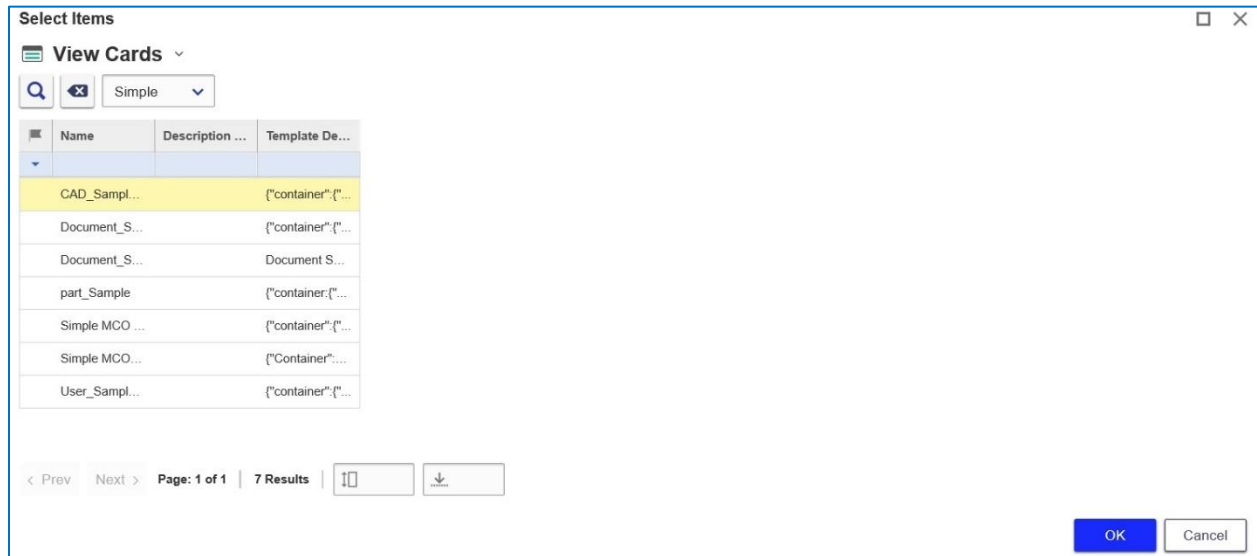 Select Items
View Cards
Simple
Name Description ... Template De...
CAD_Sampl... {"container":{"...
Document_S... {"container":{"...
Document_S... Document S...
part_Sample {"container:{"...
Simple MCO ... {"container":{"...
Simple MCO... {"Container":...
User_Sampl... {"container":{"...
< Prev Next > Page: 1 of 1 | 7 Results
OK Cancel